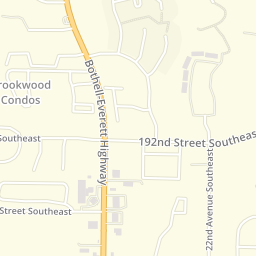 Bothell-Everett Highway
rookwood
Condos
Southeast
192nd Street Southeast
Street Southeast
22nd Avenue Southeast